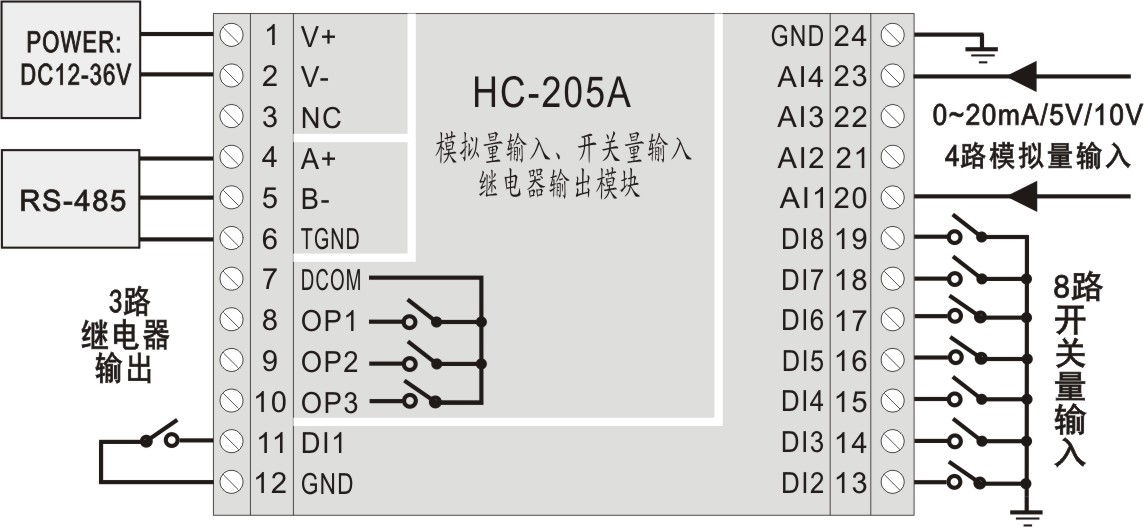 POWER:
DC12-36V
RS-485
3路
继电器
输出
1 V+
2 V-
3 NC
4 A+
5 B-
6 TGND
7 DCOM
8 OP1
9 OP2
10 OP3
11 DI1
12 GND
HC-205A
模拟量输入、开关量输入
继电器输出模块
GND 24
AI4 23
AI3 22
AI2 21
AI1 20
DI8 19
DI7 18
DI6 17
DI5 16
DI4 15
DI3 14
DI2 13
0~20mA/5V/10V
4路模拟量输入
8路
开
关
量
输
入